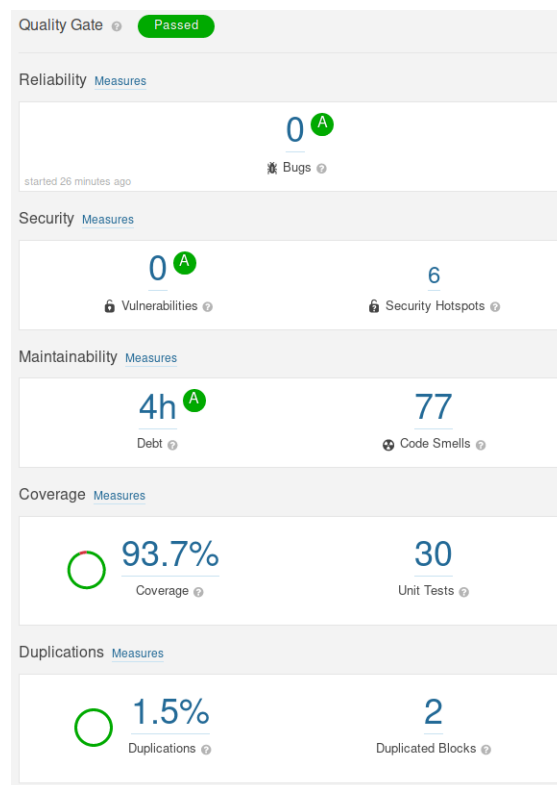 Quality Gate Passed
Reliability Measures
0 A
Bugs
started 26 minutes ago
Security Measures
0 A 6
Vulnerabilities Security Hotspots
Maintainability Measures
4h A 77
Debt Code Smells
Coverage Measures
93.7% 30
Coverage Unit Tests
Duplications Measures
1.5% 2
Duplications Duplicated Blocks